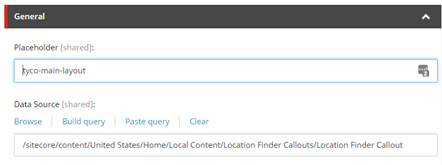 General
Placeholder [shared]:
tyco-main-layout
Data Source [shared]:
Browse Build query Paste query Clear
/sitecore/content/United States/Home/Local Content/Location Finder Callouts/Location Finder Callout